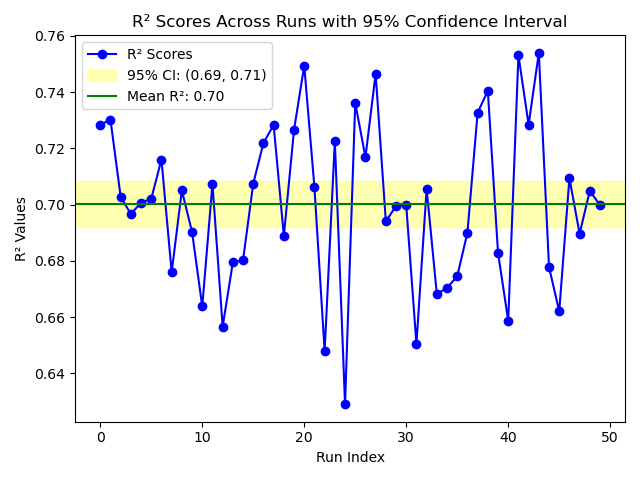 R² Scores Across Runs with 95% Confidence Interval
R² Scores
95% CI: (0.69, 0.71)
Mean R²: 0.70
R² Values
0.76
0.74
0.72
0.70
0.68
0.66
0.64
0
10
20
30
40
50
Run Index